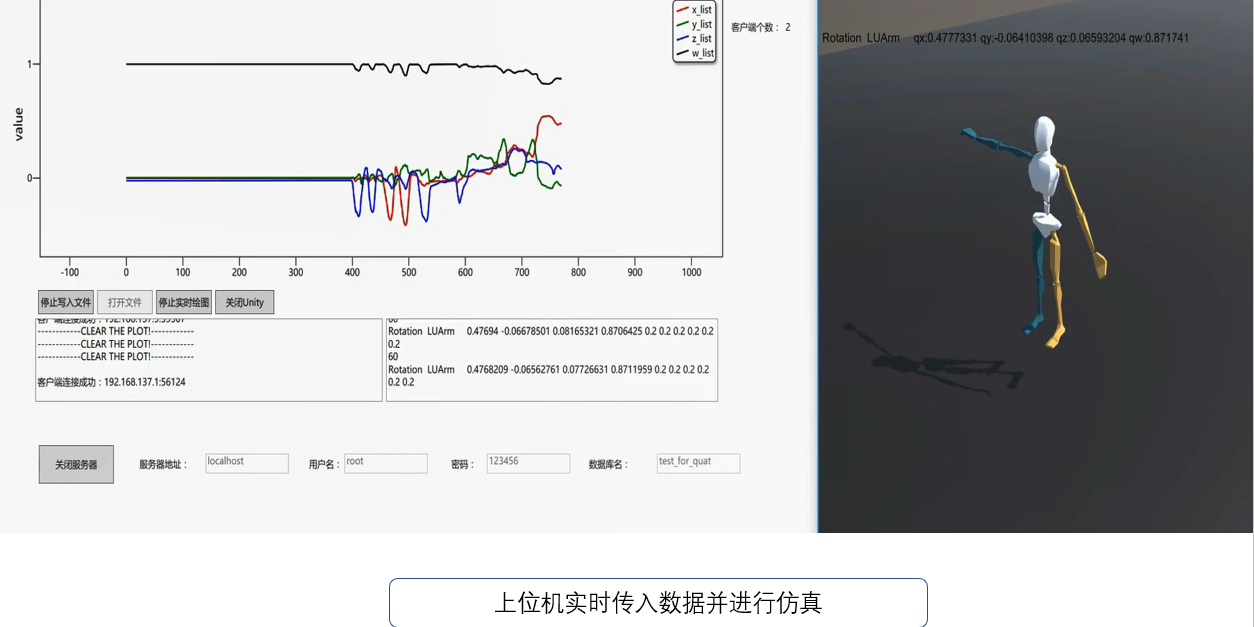 x_list
y_list
z_list
w_list
客户端个数： 2
Rotation LUArm qx:0.4777331 qy:-0.06410398 qz:0.06593204 qw:0.871741
1
value
0
-100 0 100 200 300 400 500 600 700 800 900 1000
停止写入文件 打开文件 停止实时绘图 关闭Unity
------------CLEAR THE PLOT!------------
------------CLEAR THE PLOT!------------
------------CLEAR THE PLOT!------------
客户端连接成功：192.168.137.1:56124
60
Rotation LUArm 0.47694 -0.06678501 0.08165321 0.8706425 0.2 0.2 0.2 0.2 0.2
0.2
60
Rotation LUArm 0.4768209 -0.06562761 0.07726631 0.8711959 0.2 0.2 0.2 0.2
0.2 0.2
关闭服务器 服务器地址： localhost 用户名： root 密码： 123456 数据库名： test_for_quat
上位机实时传入数据并进行仿真